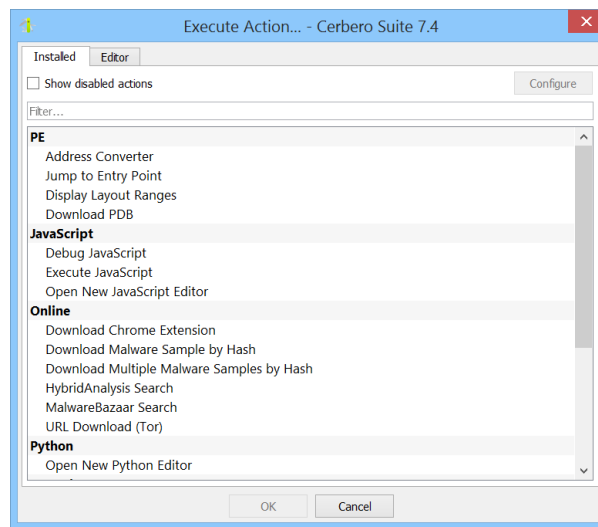 Execute Action... - Cerbero Suite 7.4
Installed
Editor
Show disabled actions
Configure
Filter...
PE
Address Converter
Jump to Entry Point
Display Layout Ranges
Download PDB
JavaScript
Debug JavaScript
Execute JavaScript
Open New JavaScript Editor
Online
Download Chrome Extension
Download Malware Sample by Hash
Download Multiple Malware Samples by Hash
HybridAnalysis Search
MalwareBazaar Search
URL Download (Tor)
Python
Open New Python Editor
OK
Cancel